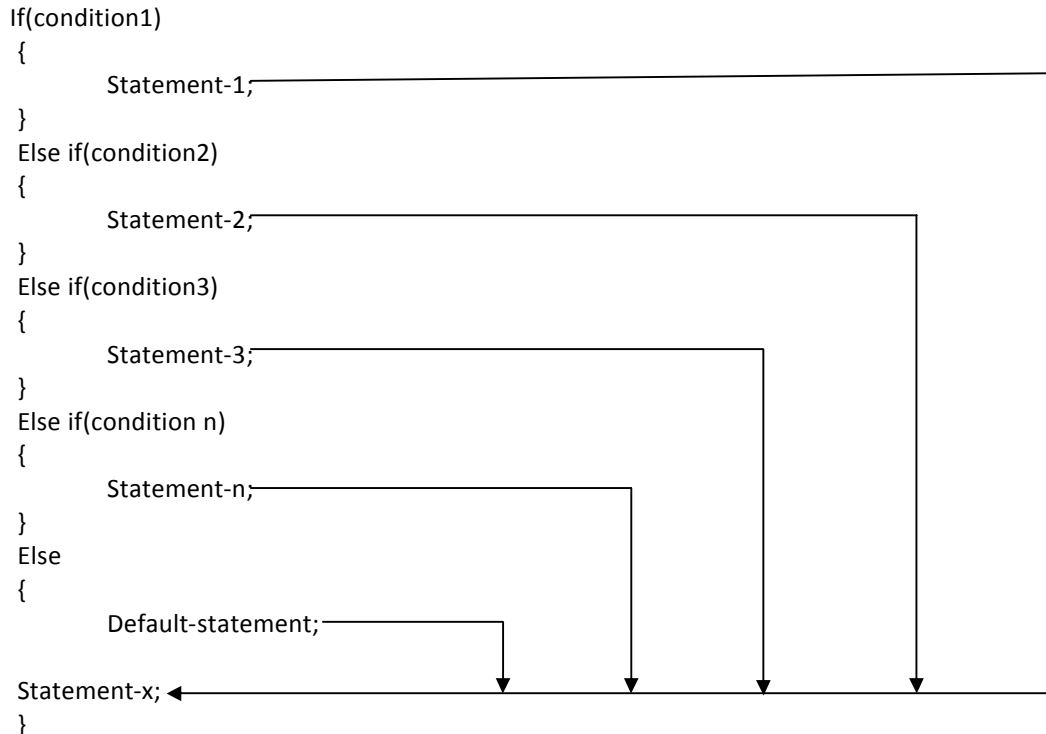 If(condition1)
{
Statement-1;
}
Else if(condition2)
{
Statement-2;
}
Else if(condition3)
{
Statement-3;
}
Else if(condition n)
{
Statement-n;
}
Else
{
Default-statement;
Statement-x;
}